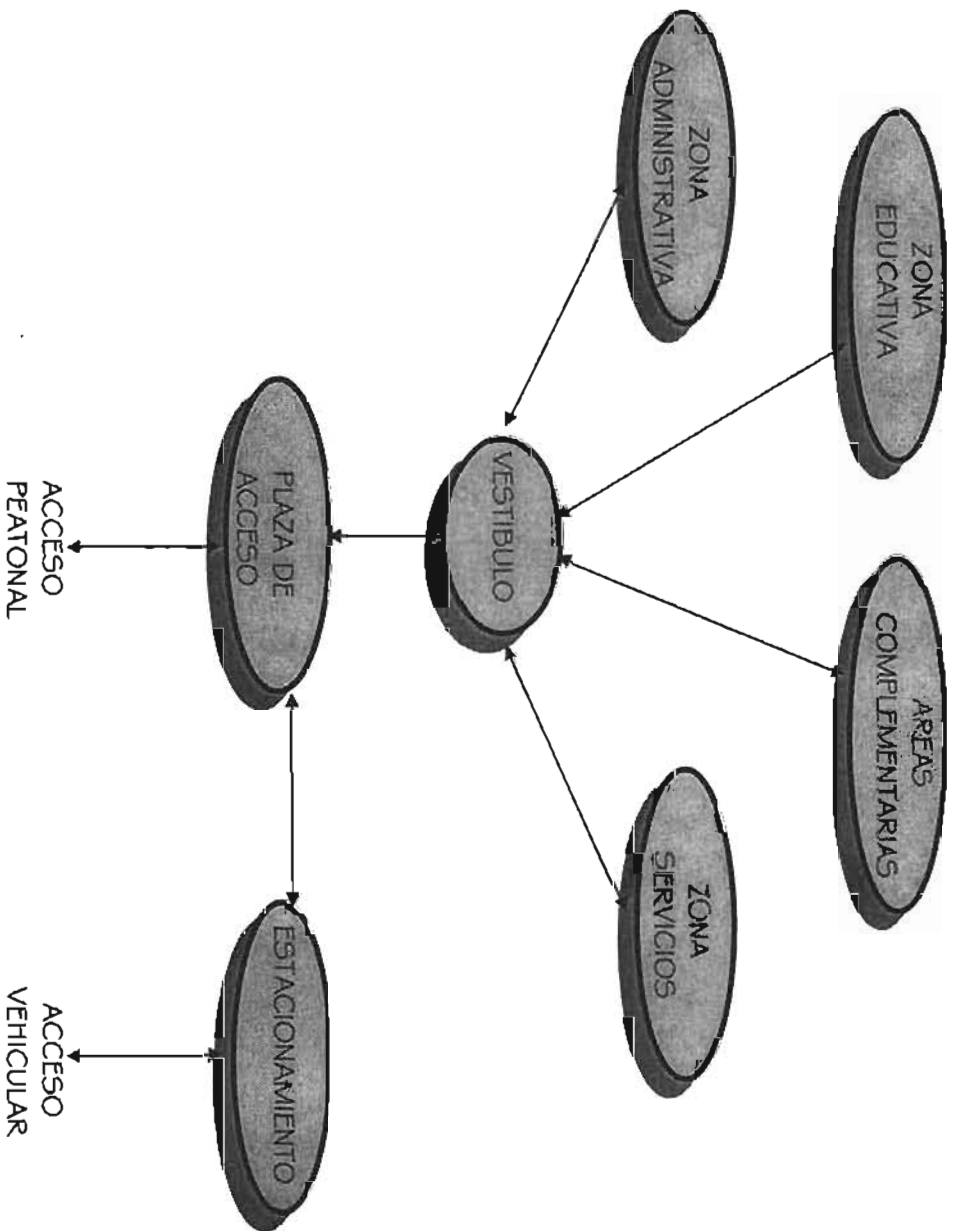 ZONA
EDUCATIVA
AREAS
COMPLEMENTARIAS
ZONA
ADMINISTRATIVA
ZONA
SERVICIOS
VESTIBULO
PLAZA DE
ACCESO
ESTACIONAMIENTO
ACCESO
PEATONAL
ACCESO
VEHICULAR